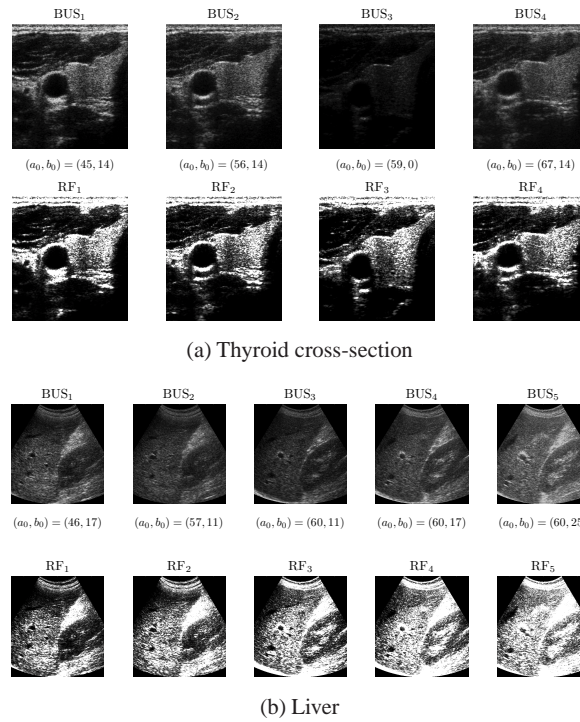 BUS₁ BUS₂ BUS₃ BUS₄
(a₀, b₀) = (45, 14) (a₀, b₀) = (56, 14) (a₀, b₀) = (59, 0) (a₀, b₀) = (67, 14)
RF₁ RF₂ RF₃ RF₄
(a) Thyroid cross-section
BUS₁ BUS₂ BUS₃ BUS₄ BUS₅
(a₀, b₀) = (46, 17) (a₀, b₀) = (57, 11) (a₀, b₀) = (60, 11) (a₀, b₀) = (60, 17) (a₀, b₀) = (60, 25
RF₁ RF₂ RF₃ RF₄ RF₅
(b) Liver